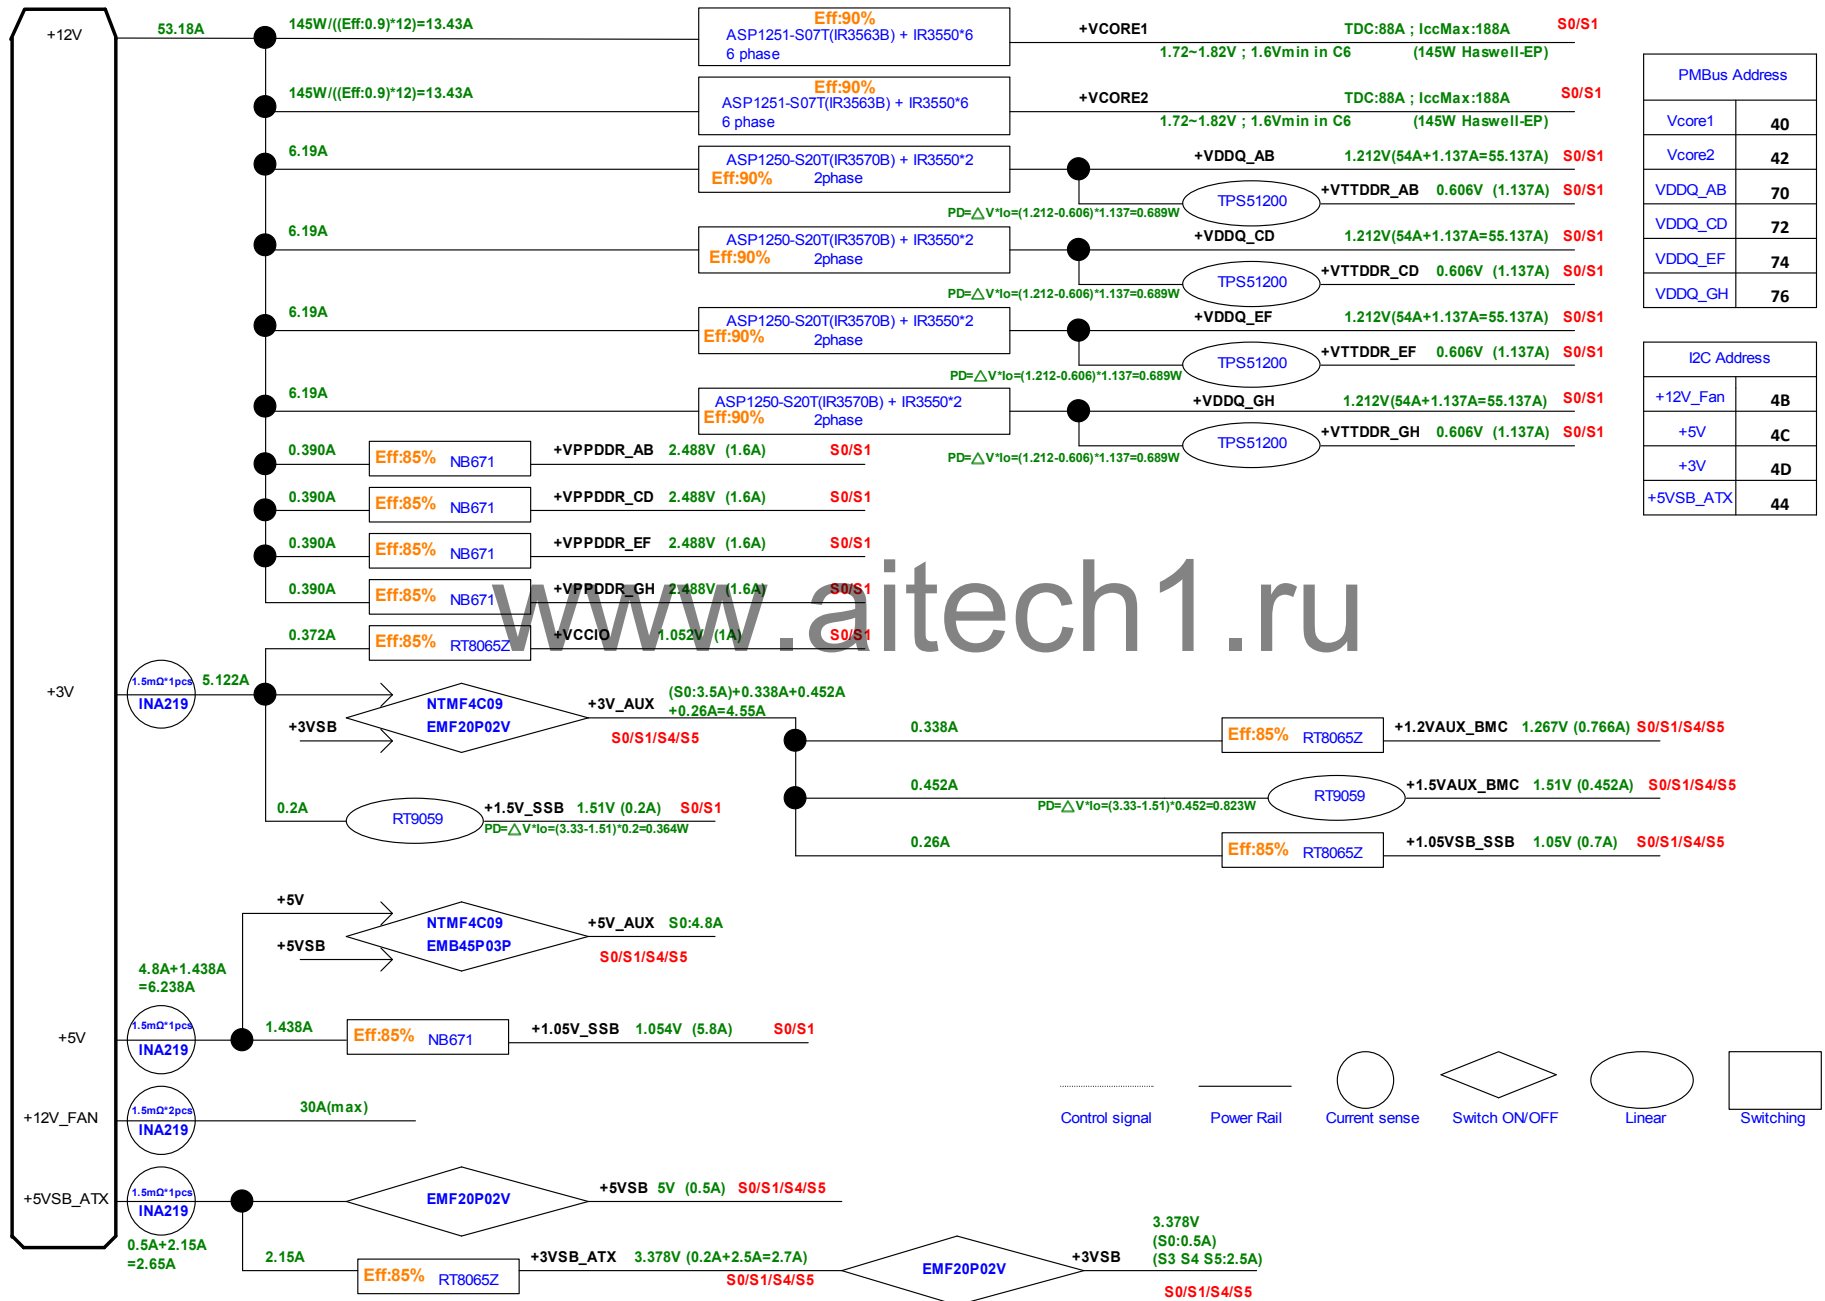 +12V
53.18A
145W/((Eff:0.9)*12)=13.43A
Eff:90%
ASP1251-S07T(IR3563B) + IR3550*6
6 phase
+VCORE1
TDC:88A ; IccMax:188A
S0/S1
1.72~1.82V ; 1.6Vmin in C6
(145W Haswell-EP)
145W/((Eff:0.9)*12)=13.43A
Eff:90%
ASP1251-S07T(IR3563B) + IR3550*6
6 phase
+VCORE2
TDC:88A ; IccMax:188A
S0/S1
1.72~1.82V ; 1.6Vmin in C6
(145W Haswell-EP)
6.19A
ASP1250-S20T(IR3570B) + IR3550*2
Eff:90% 2phase
+VDDQ_AB
1.212V(54A+1.137A=55.137A) S0/S1
TPS51200
+VTTDDR_AB 0.606V (1.137A) S0/S1
PD=△V*Io=(1.212-0.606)*1.137=0.689W
6.19A
ASP1250-S20T(IR3570B) + IR3550*2
Eff:90% 2phase
+VDDQ_CD
1.212V(54A+1.137A=55.137A) S0/S1
TPS51200
+VTTDDR_CD 0.606V (1.137A) S0/S1
PD=△V*Io=(1.212-0.606)*1.137=0.689W
6.19A
ASP1250-S20T(IR3570B) + IR3550*2
Eff:90% 2phase
+VDDQ_EF
1.212V(54A+1.137A=55.137A) S0/S1
TPS51200
+VTTDDR_EF 0.606V (1.137A) S0/S1
PD=△V*Io=(1.212-0.606)*1.137=0.689W
6.19A
ASP1250-S20T(IR3570B) + IR3550*2
Eff:90% 2phase
+VDDQ_GH
1.212V(54A+1.137A=55.137A) S0/S1
TPS51200
+VTTDDR_GH 0.606V (1.137A) S0/S1
PD=△V*Io=(1.212-0.606)*1.137=0.689W
0.390A
Eff:85% NB671
+VPPDDR_AB 2.488V (1.6A) S0/S1
0.390A
Eff:85% NB671
+VPPDDR_CD 2.488V (1.6A) S0/S1
0.390A
Eff:85% NB671
+VPPDDR_EF 2.488V (1.6A) S0/S1
0.390A
Eff:85% NB671
+VPPDDR_GH 2.488V (1.6A) S0/S1
www.aitech1.ru
PMBus Address
Vcore1 40
Vcore2 42
VDDQ_AB 70
VDDQ_CD 72
VDDQ_EF 74
VDDQ_GH 76
I2C Address
+12V_Fan 4B
+5V 4C
+3V 4D
+5VSB_ATX 44
0.372A
Eff:85% RT8065Z
+VCCIO 1.052V (1A) S0/S1
+3V
1.5mΩ*1pcs
INA219
5.122A
+3VSB
NTMF4C09
EMF20P02V
+3V_AUX
(S0:3.5A)+0.338A+0.452A
+0.26A=4.55A
S0/S1/S4/S5
0.338A
Eff:85% RT8065Z
+1.2VAUX_BMC 1.267V (0.766A) S0/S1/S4/S5
0.452A
PD=△V*Io=(3.33-1.51)*0.452=0.823W
RT9059
+1.5VAUX_BMC 1.51V (0.452A) S0/S1/S4/S5
0.26A
Eff:85% RT8065Z
+1.05VSB_SSB 1.05V (0.7A) S0/S1/S4/S5
0.2A
RT9059
+1.5V_SSB 1.51V (0.2A) S0/S1
PD=△V*Io=(3.33-1.51)*0.2=0.364W
+5V
+5VSB
NTMF4C09
EMB45P03P
+5V_AUX S0:4.8A
S0/S1/S4/S5
4.8A+1.438A
=6.238A
+5V
1.5mΩ*1pcs
INA219
1.438A
Eff:85% NB671
+1.05V_SSB 1.054V (5.8A) S0/S1
+12V_FAN
1.5mΩ*2pcs
INA219
30A(max)
Control signal
Power Rail
Current sense
Switch ON/OFF
Linear
Switching
+5VSB_ATX
1.5mΩ*1pcs
INA219
0.5A+2.15A
=2.65A
EMF20P02V
+5VSB 5V (0.5A) S0/S1/S4/S5
2.15A
Eff:85% RT8065Z
+3VSB_ATX 3.378V (0.2A+2.5A=2.7A)
S0/S1/S4/S5
EMF20P02V
+3VSB
3.378V
(S0:0.5A)
(S3 S4 S5:2.5A)
S0/S1/S4/S5